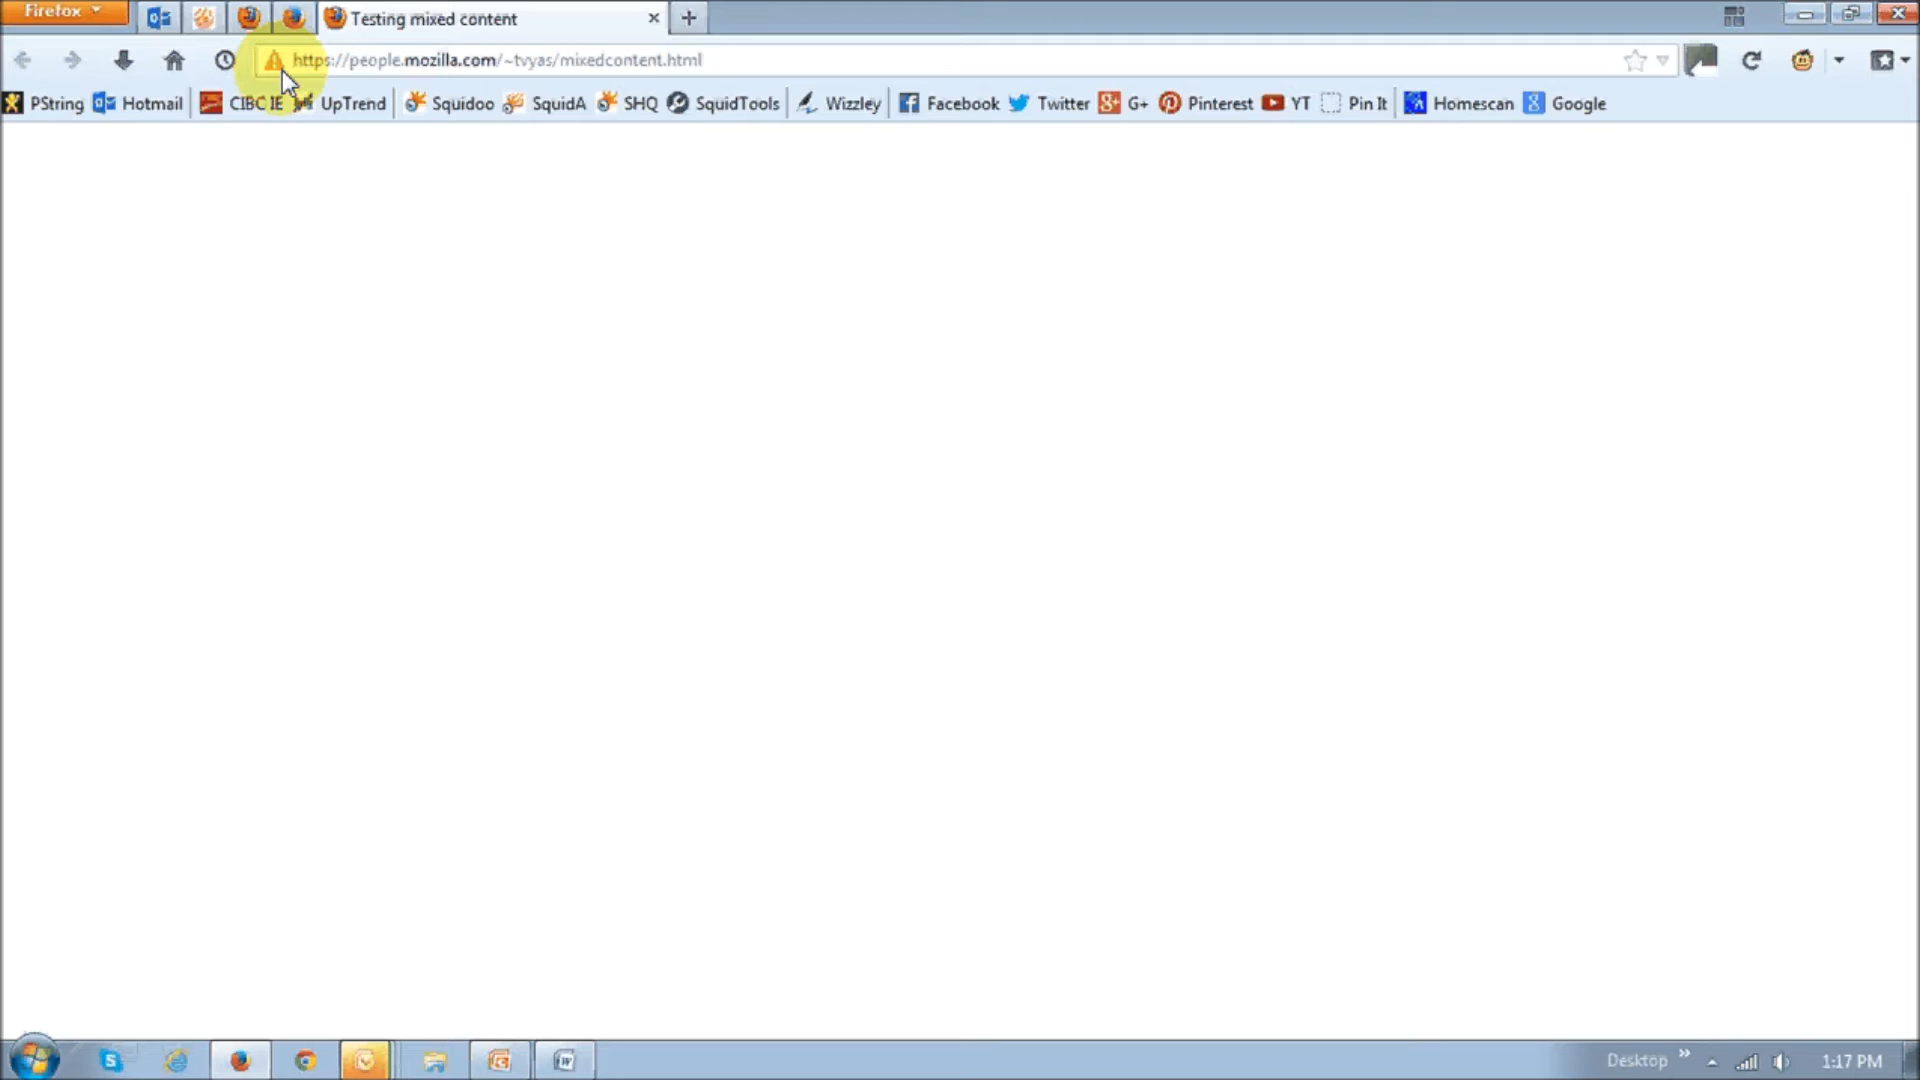 Firefox
Testing mixed content
https://people.mozilla.com/~tvyas/mixedcontent.html
PString Hotmail CIBC IE UpTrend Squidoo SquidA SHQ SquidTools Wizzley Facebook Twitter G+ Pinterest YT Pin It Homescan Google
Desktop 1:17 PM